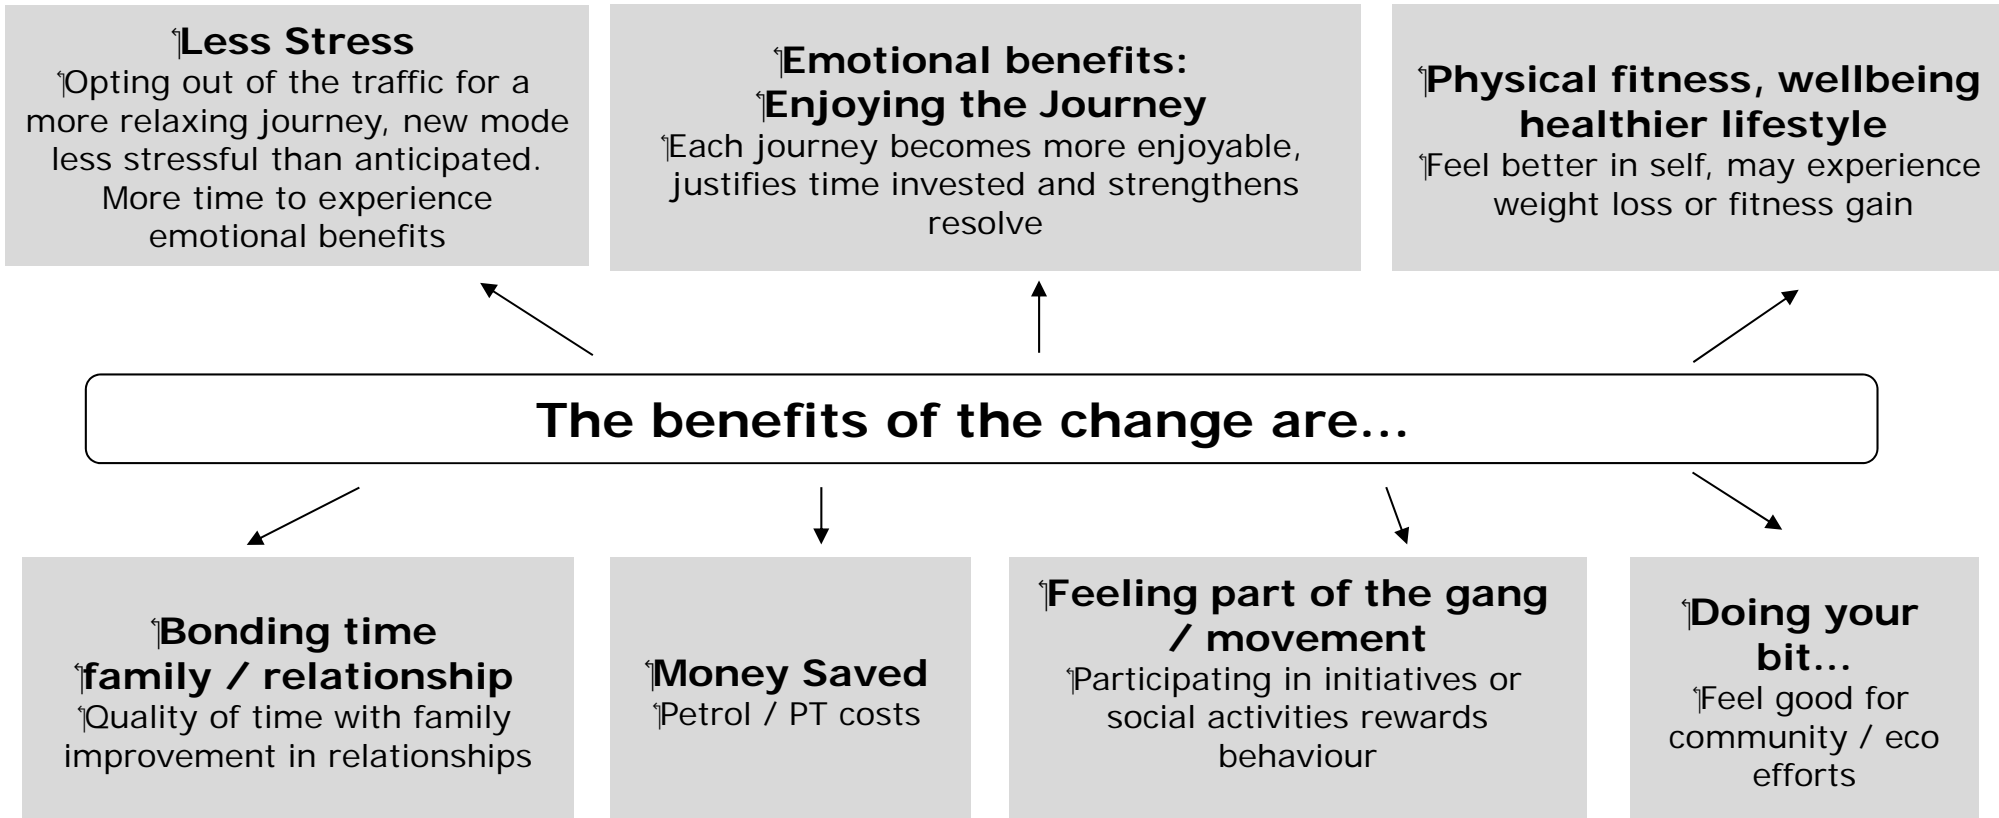 Less Stress
Opting out of the traffic for a
more relaxing journey, new mode
less stressful than anticipated.
More time to experience
emotional benefits
Emotional benefits:
Enjoying the Journey
Each journey becomes more enjoyable,
justifies time invested and strengthens
resolve
Physical fitness, wellbeing
healthier lifestyle
Feel better in self, may experience
weight loss or fitness gain
The benefits of the change are...
Bonding time
family / relationship
Quality of time with family
improvement in relationships
Money Saved
Petrol / PT costs
Feeling part of the gang
/ movement
Participating in initiatives or
social activities rewards
behaviour
Doing your
bit...
Feel good for
community / eco
efforts